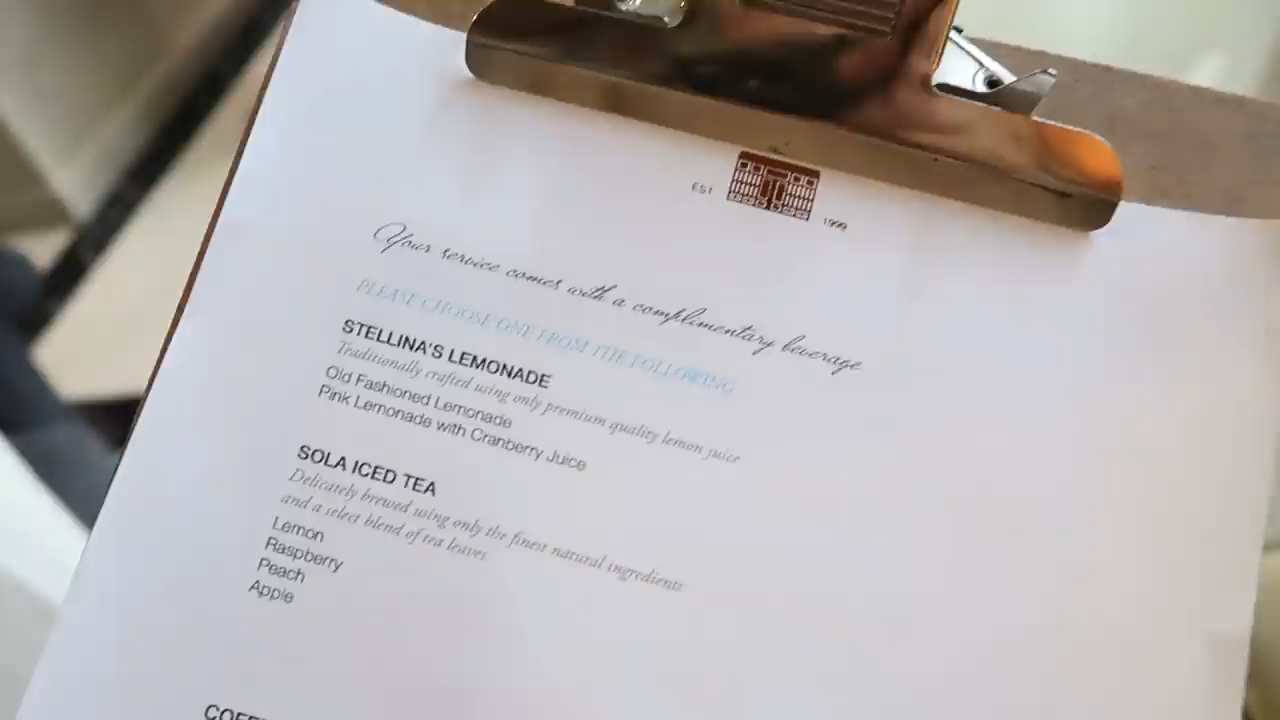 EST 1999
Your service comes with a complimentary beverage
PLEASE CHOOSE ONE FROM THE FOLLOWING
STELLINA'S LEMONADE
Traditionally crafted using only premium quality lemon juice
Old Fashioned Lemonade
Pink Lemonade with Cranberry Juice
SOLA ICED TEA
Delicately brewed using only the finest natural ingredients
and a select blend of tea leaves.
Lemon
Raspberry
Peach
Apple